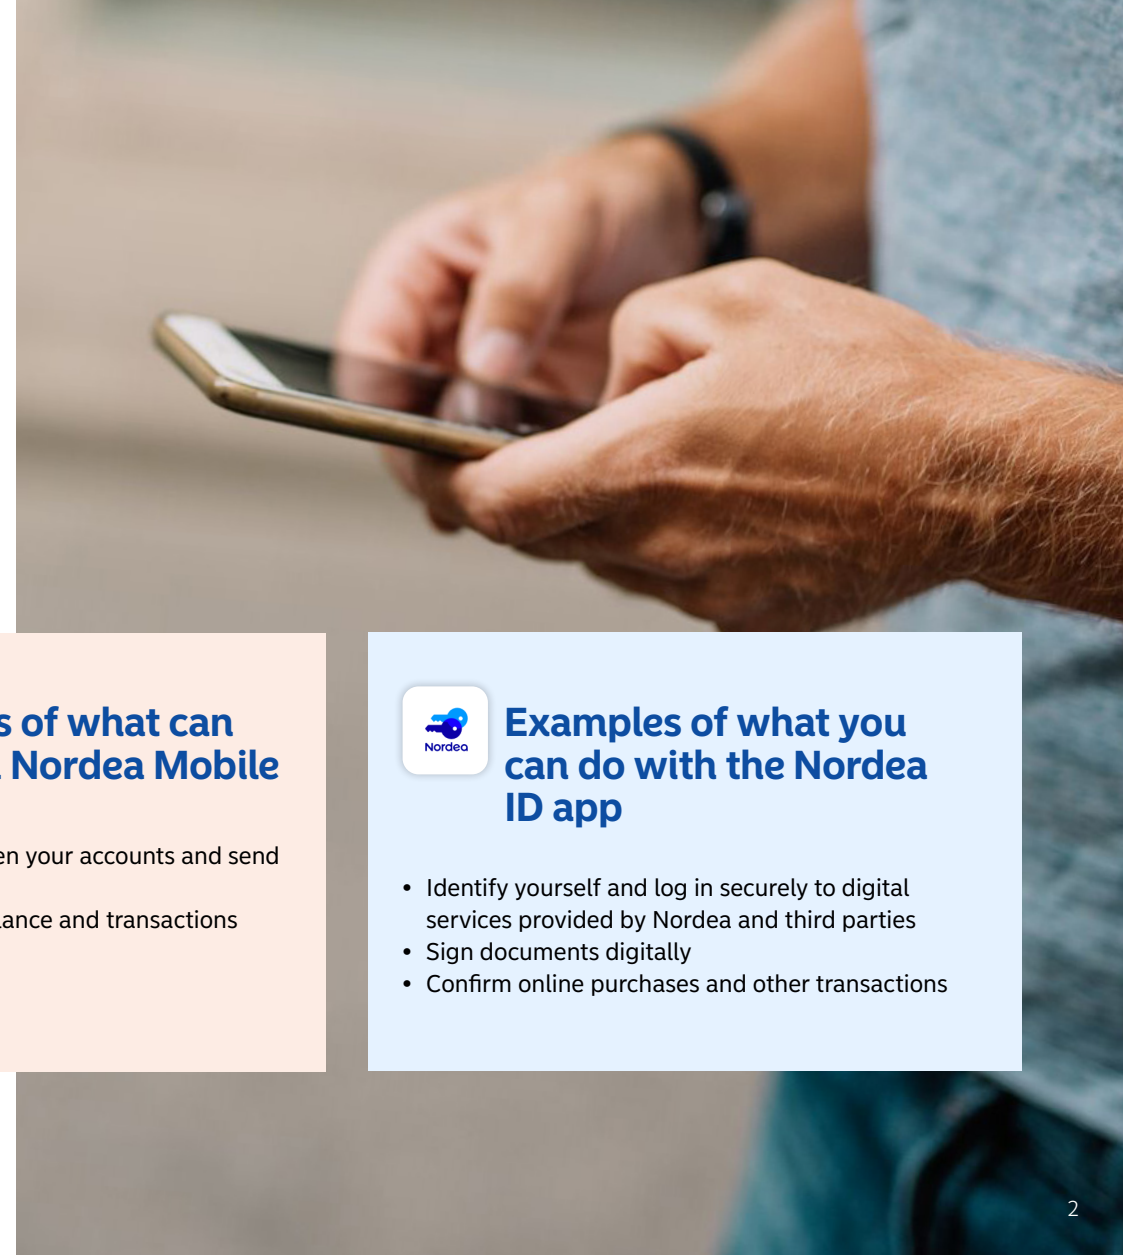 s of what can
Nordea Mobile
en your accounts and send
lance and transactions
Nordea
Examples of what you
can do with the Nordea
ID app
• Identify yourself and log in securely to digital
services provided by Nordea and third parties
• Sign documents digitally
• Confirm online purchases and other transactions
2